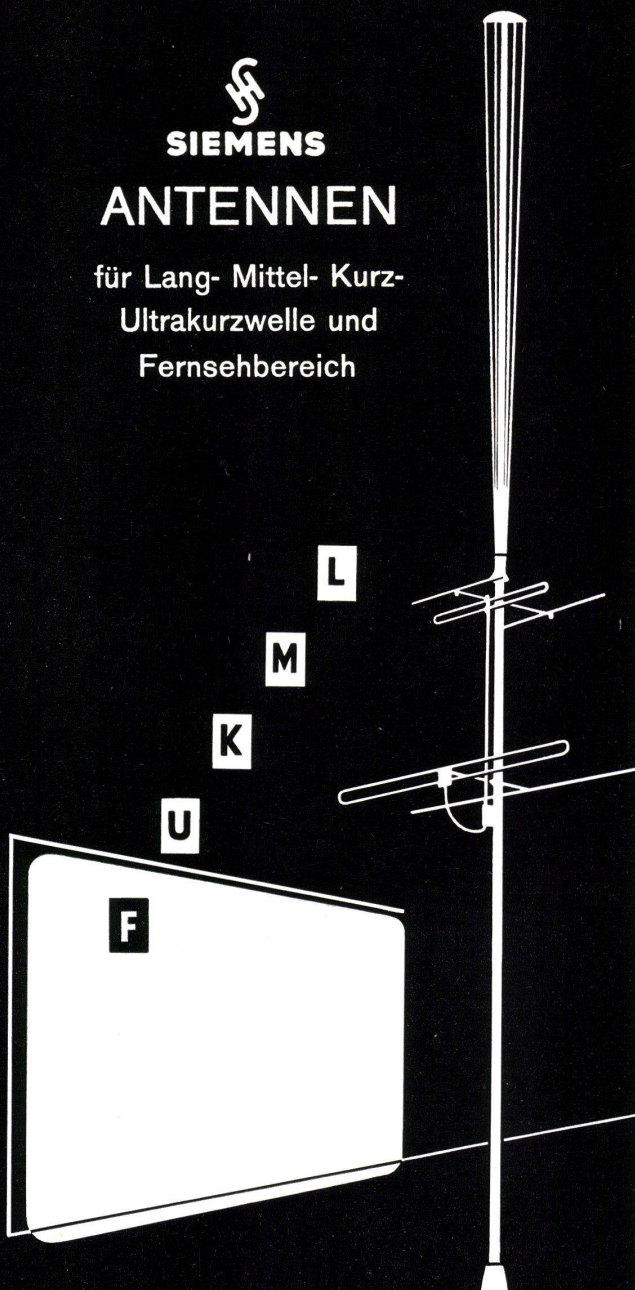 SIEMENS
ANTENNEN
für Lang- Mittel- Kurz-
Ultrakurzwelle und
Fernsehbereich
L
M
K
U
F